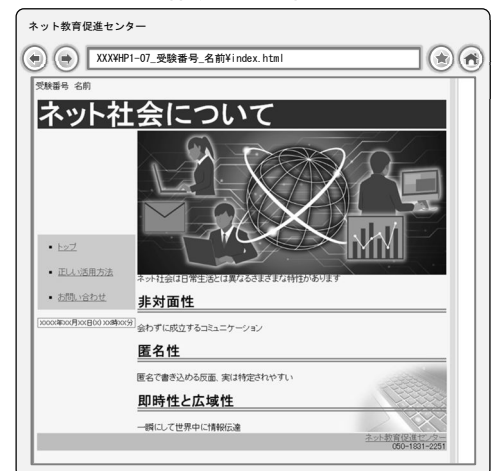 ネット教育促進センター
XXX¥HP1-07_受験番号_名前¥index.html
受験番号 名前
ネット社会について
トップ
正しい活用方法
お問い合わせ
xxxx年xx月xx日(x) xx時xx分
ネット社会は日常生活とは異なるさまざまな特性があります
非対面性
会わずに成立するコミュニケーション
匿名性
匿名で書き込める反面、実は特定されやすい
即時性と広域性
一瞬にして世界中に情報伝達
ネット教育促進センター
050-1831-2251